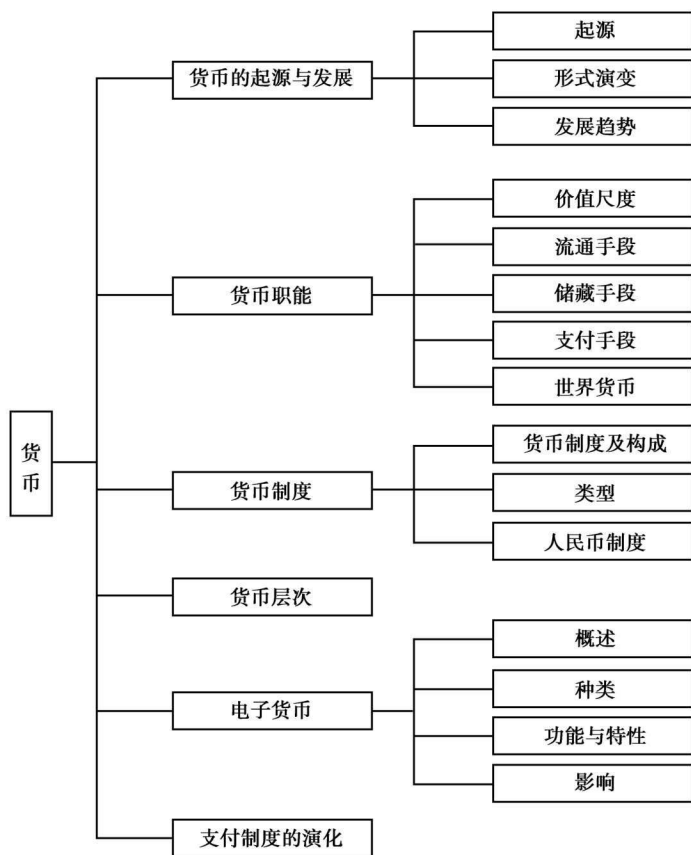 货币
货币的起源与发展
起源
形式演变
发展趋势
货币职能
价值尺度
流通手段
储藏手段
支付手段
世界货币
货币制度
货币制度及构成
类型
人民币制度
货币层次
电子货币
概述
种类
功能与特性
影响
支付制度的演化